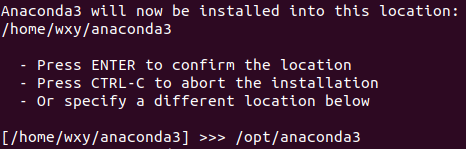 Anaconda3 will now be installed into this location:
/home/wxy/anaconda3
- Press ENTER to confirm the location
- Press CTRL-C to abort the installation
- Or specify a different location below
[/home/wxy/anaconda3] >>> /opt/anaconda3